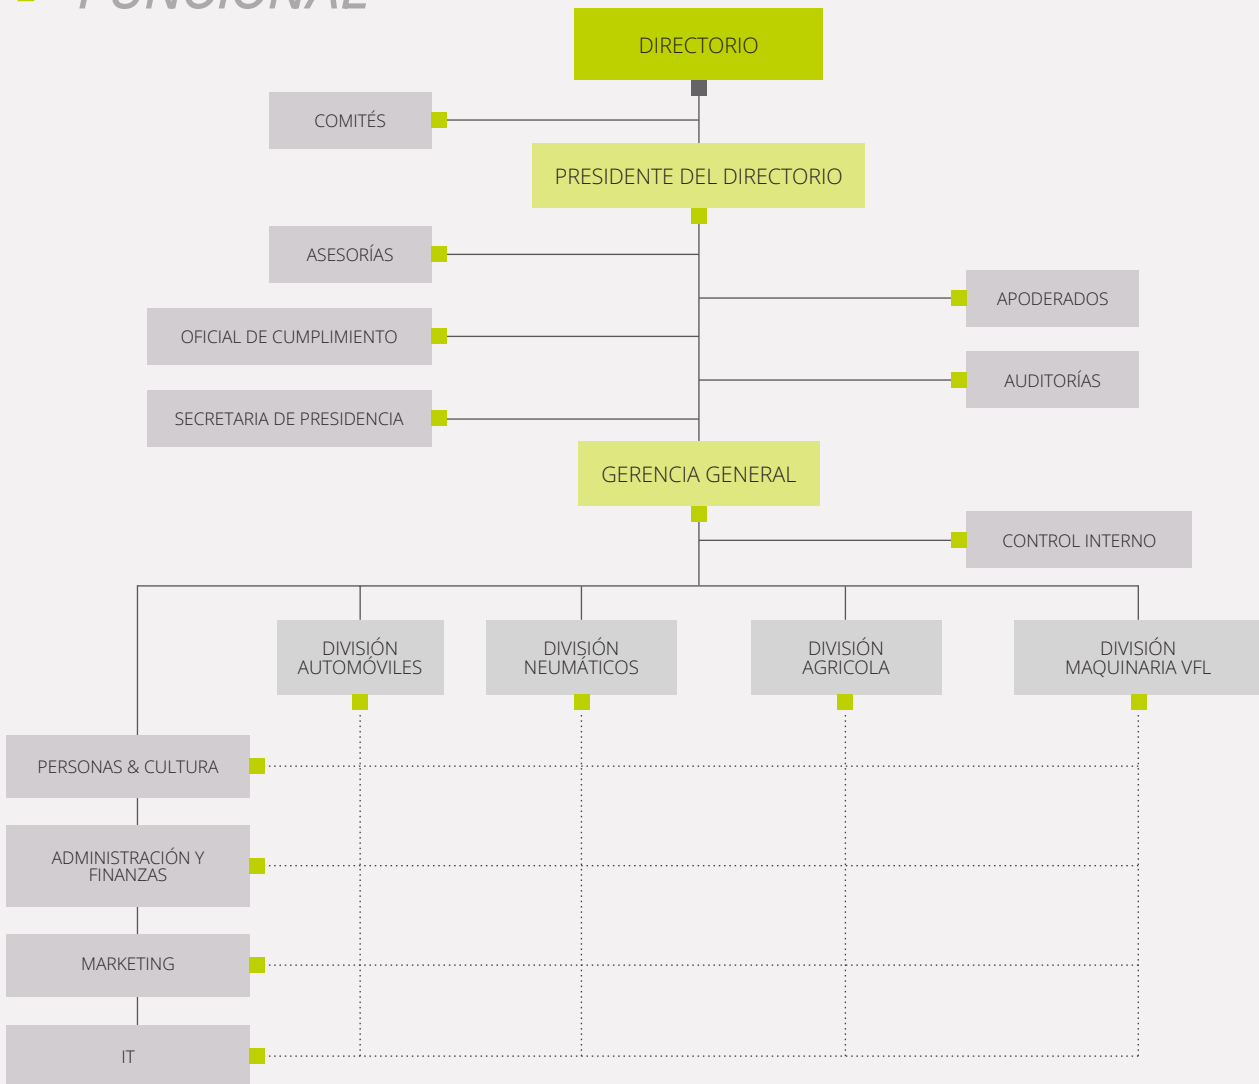 FUNCIONAL
DIRECTORIO
COMITÉS
PRESIDENTE DEL DIRECTORIO
ASESORÍAS
APODERADOS
OFICIAL DE CUMPLIMIENTO
AUDITORÍAS
SECRETARIA DE PRESIDENCIA
GERENCIA GENERAL
CONTROL INTERNO
DIVISIÓN
AUTOMÓVILES
DIVISIÓN
NEUMÁTICOS
DIVISIÓN
AGRICOLA
DIVISIÓN
MAQUINARIA VFL
PERSONAS & CULTURA
ADMINISTRACIÓN Y
FINANZAS
MARKETING
IT